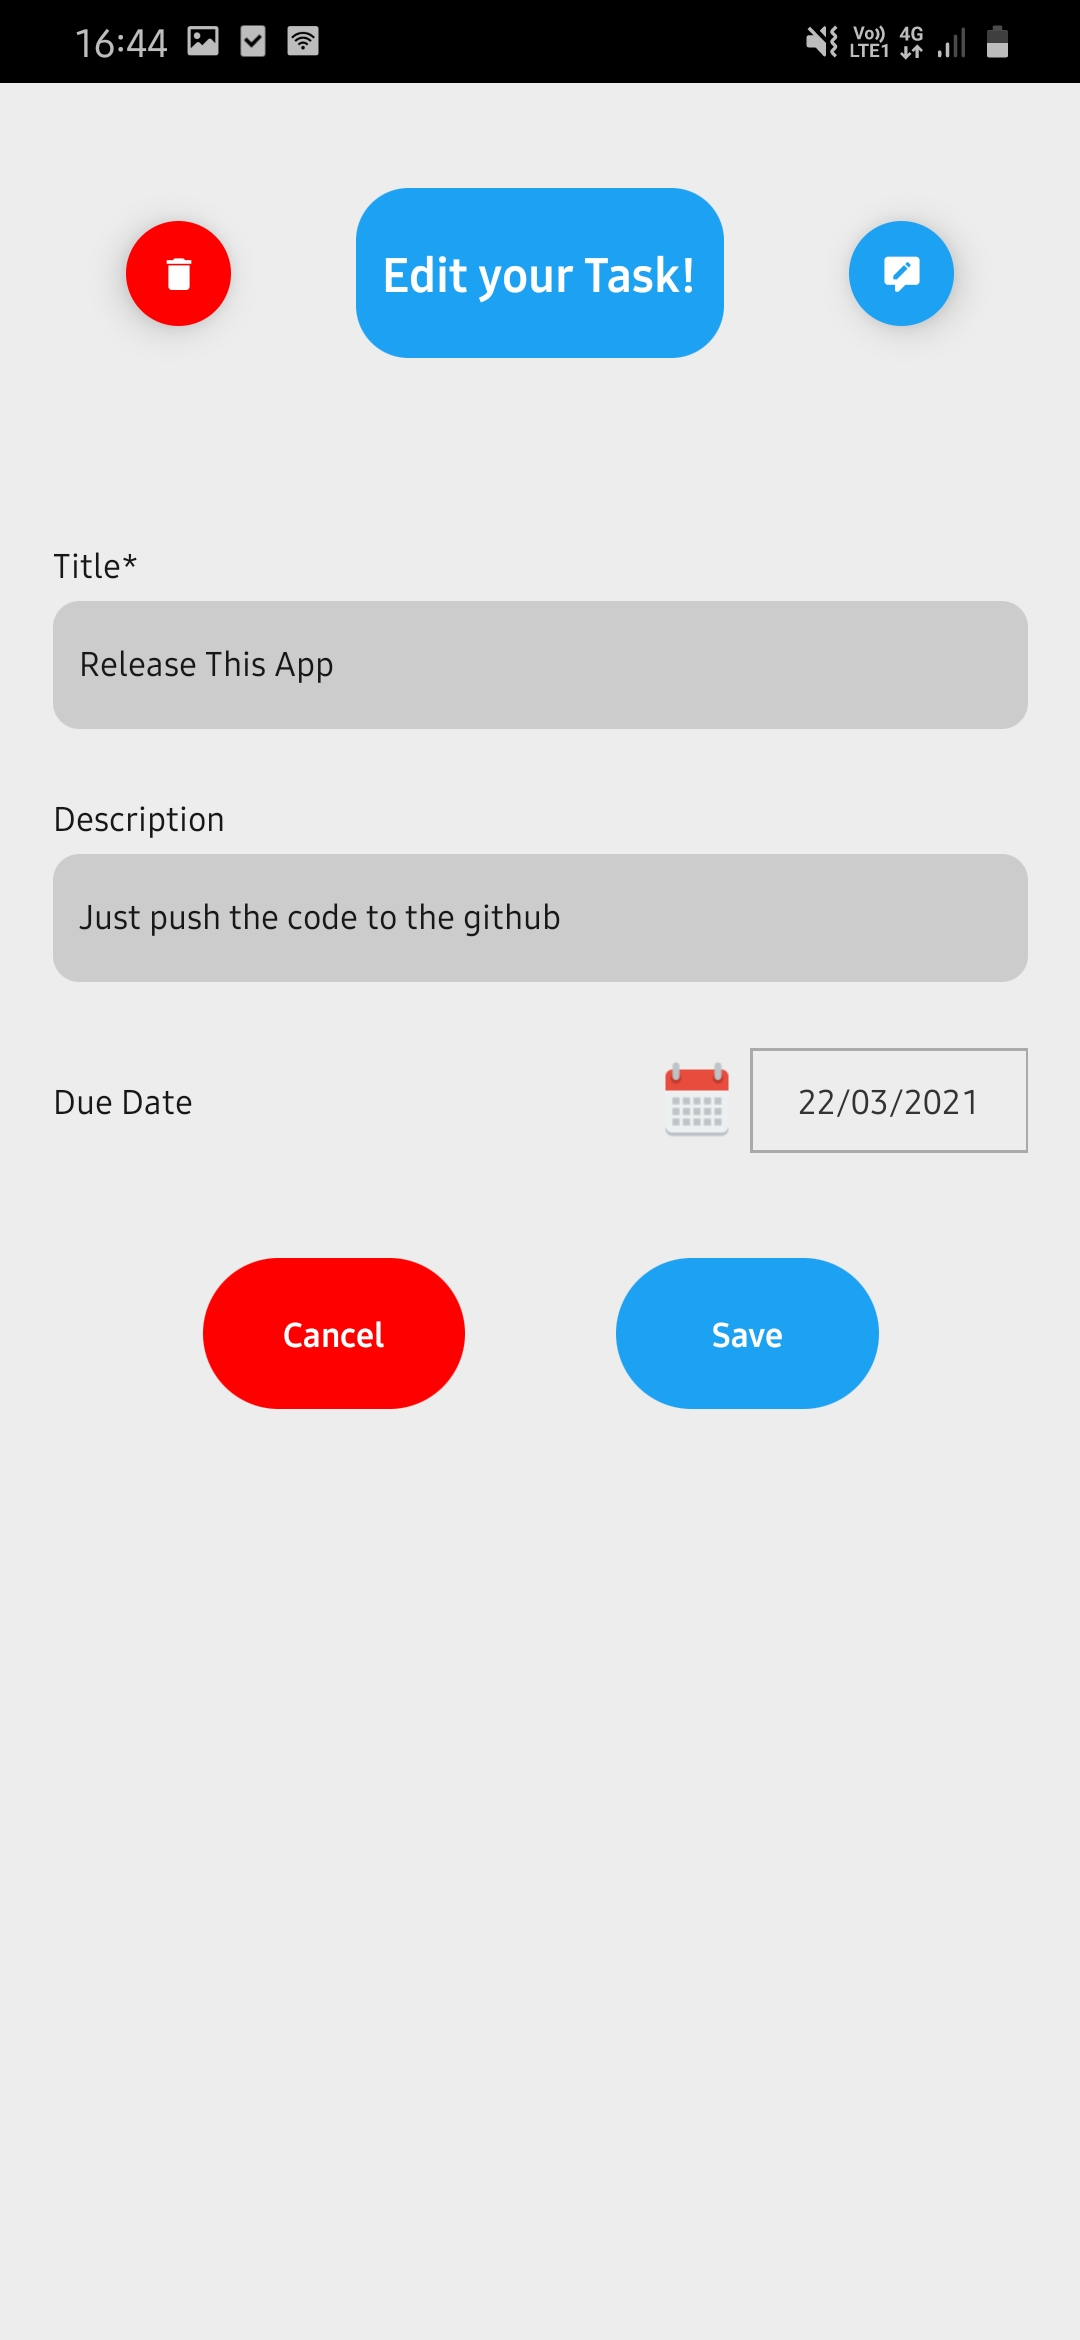 16:44
Vo)) LTE1 4G
Edit your Task!
Title*
Release This App
Description
Just push the code to the github
Due Date
22/03/2021
Cancel
Save